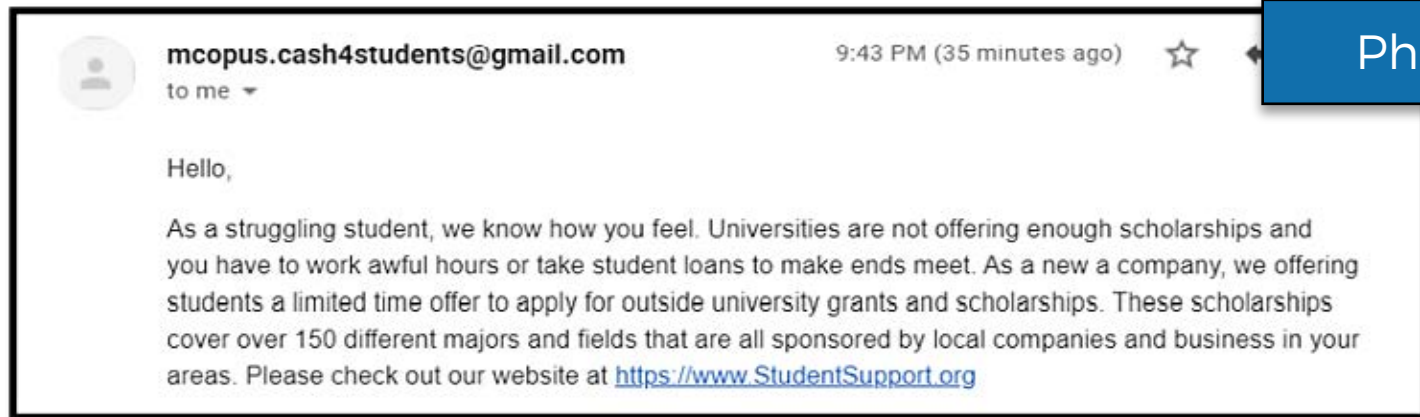 mcopus.cash4students@gmail.com
9:43 PM (35 minutes ago)
to me
Hello,
As a struggling student, we know how you feel. Universities are not offering enough scholarships and
you have to work awful hours or take student loans to make ends meet. As a new a company, we offering
students a limited time offer to apply for outside university grants and scholarships. These scholarships
cover over 150 different majors and fields that are all sponsored by local companies and business in your
areas. Please check out our website at https://www.StudentSupport.org